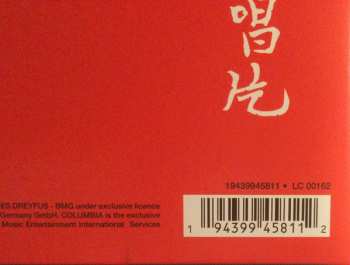 唱
片
19439945811 • LC 00162
ES DREYFUS - BMG under exclusive licence
Germany GmbH. COLUMBIA is the exclusive
Music Entertainment International Services
1 94399 45811 2